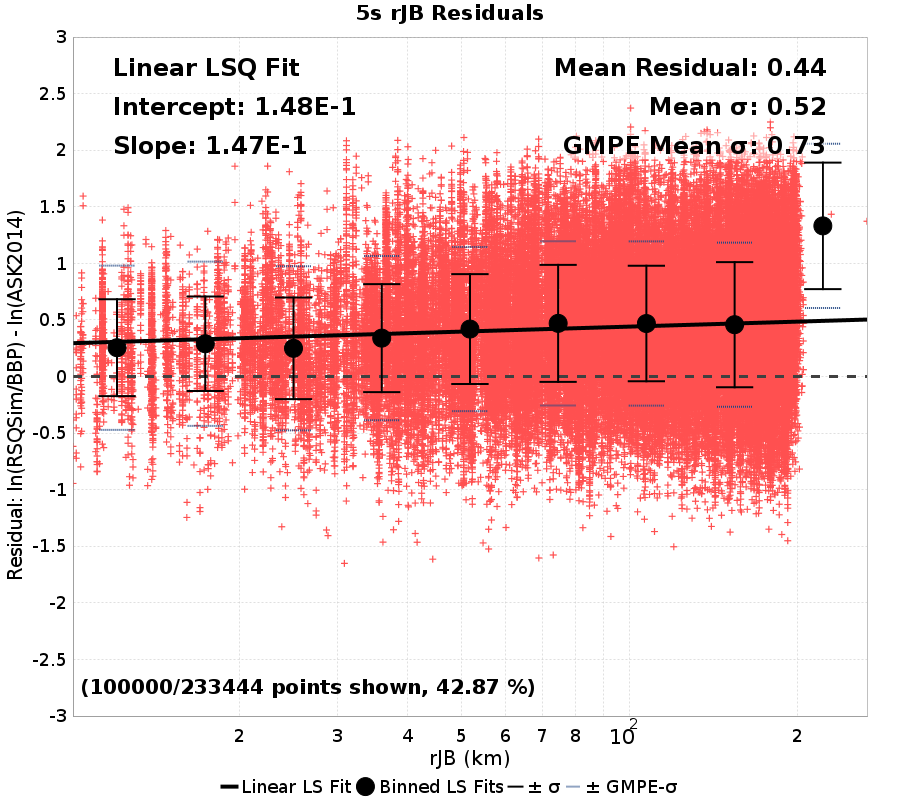 5s rJB Residuals
Linear LSQ Fit
Intercept: 1.48E-1
Slope: 1.47E-1
Mean Residual: 0.44
Mean σ: 0.52
GMPE Mean σ: 0.73
3
2.5
2
1.5
1
0.5
0
-0.5
-1
-1.5
-2
-2.5
-3
Residual: ln(RSQSim/BBP) - ln(ASK2014)
(100000/233444 points shown, 42.87 %)
2 3 4 5 6 7 8 10² 2
rJB (km)
Linear LS Fit Binned LS Fits ± σ ± GMPE-σ